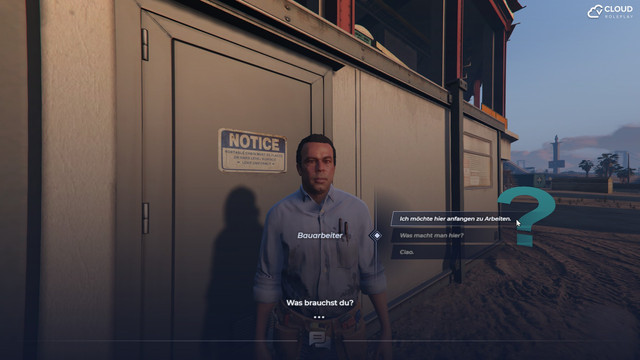 CLOUD
ROLEPLAY
NOTICE
Ich möchte hier anfangen zu Arbeiten.
Bauarbeiter
Was macht man hier?
Ciao.
Was brauchst du?
...
?